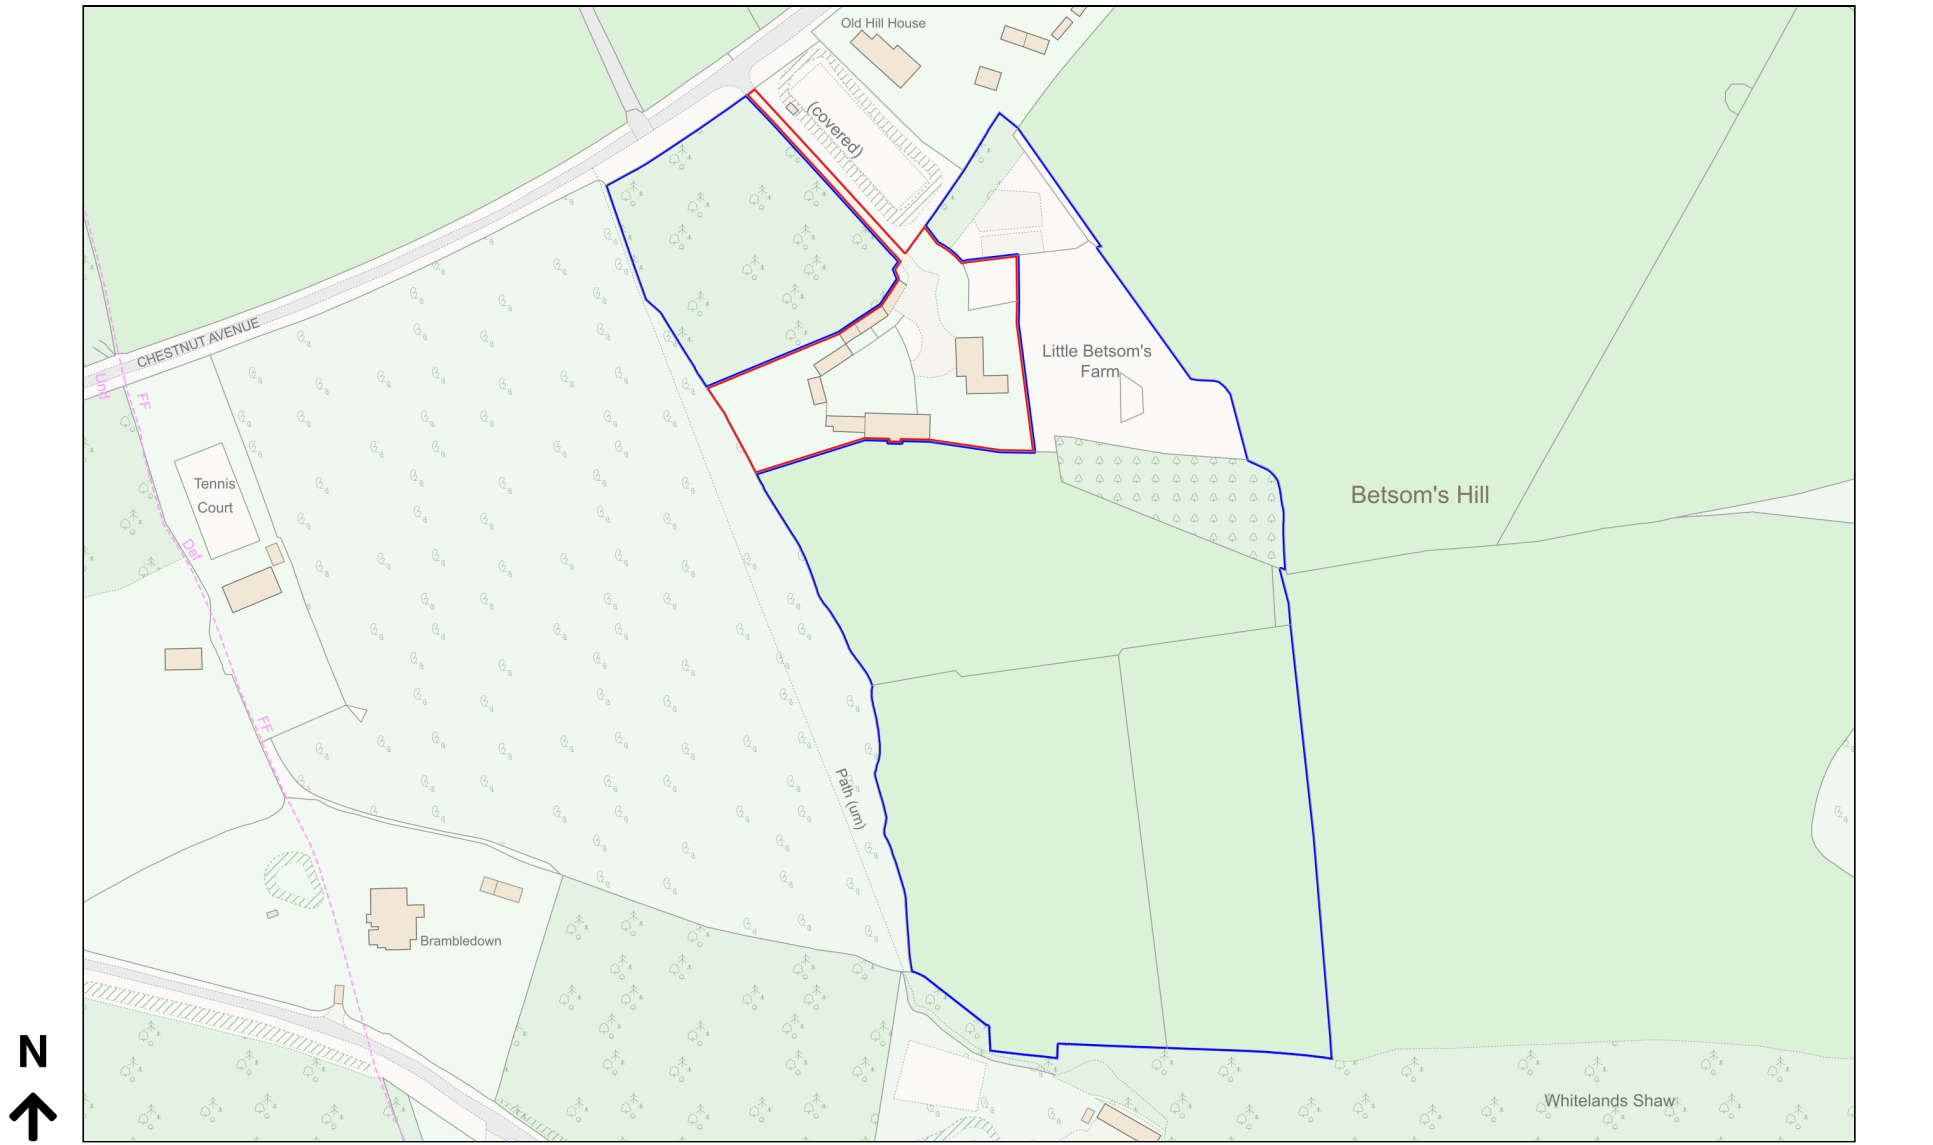 Old Hill House
(covered)
CHESTNUT AVENUE
Und
FF
Little Betsom's
Farm
Tennis
Court
Betsom's Hill
Def
FF
Path (um)
Brambledown
N
Whitelands Shaw